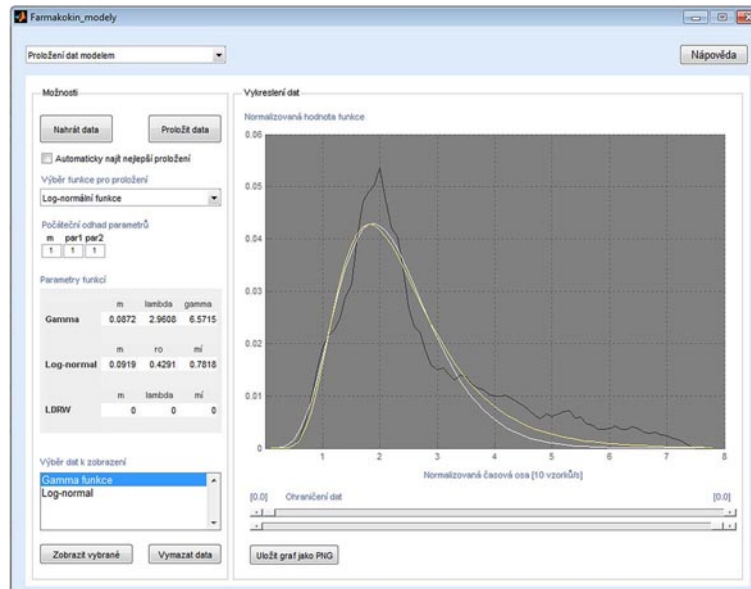 Farmakokin_modely
Proložení dat modelem
Nápověda
Možnosti
Nahrát data
Proložit data
Automaticky najít nejlepší proložení
Výběr funkce pro proložení
Log-normální funkce
Počáteční odhad parametrů
m par1 par2
1 1 1
Parametry funkcí
m lambda gamma
Gamma 0.0872 2.9608 6.5715
m ro mí
Log-normal 0.0919 0.4291 0.7818
m lambda mí
LDRW 0 0 0
Výběr dat k zobrazení
Gamma funkce
Log-normal
Zobrazit vybrané
Vymazat data
Vykreslení dat
Normalizovaná hodnota funkce
0.06
0.05
0.04
0.03
0.02
0.01
0
1 2 3 4 5 6 7 8
Normalizovaná časová osa [10 vzorků/s]
[0.0] Ohraničení dat [0.0]
Uložit graf jako PNG